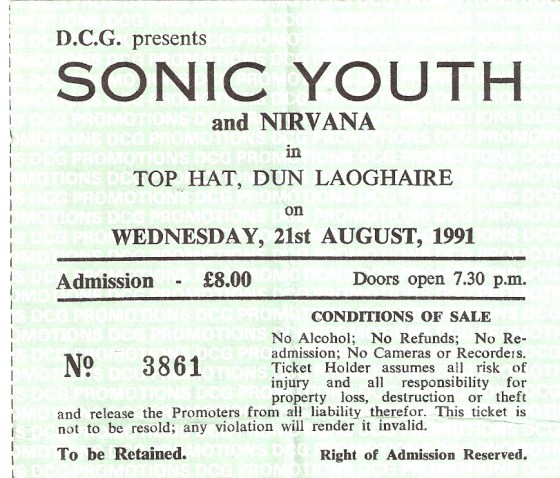 D.C.G. presents
SONIC YOUTH
and NIRVANA
in
TOP HAT, DUN LAOGHAIRE
on
WEDNESDAY, 21st AUGUST, 1991
Admission - £8.00 Doors open 7.30 p.m.
CONDITIONS OF SALE
No Alcohol; No Refunds; No Re-
admission; No Cameras or Recorders.
Nº 3861
Ticket Holder assumes all risk of
injury and all responsibility for
property loss, destruction or theft
and release the Promoters from all liability therefor. This ticket is
not to be resold; any violation will render it invalid.
To be Retained. Right of Admission Reserved.
DCG PROMOTIONS